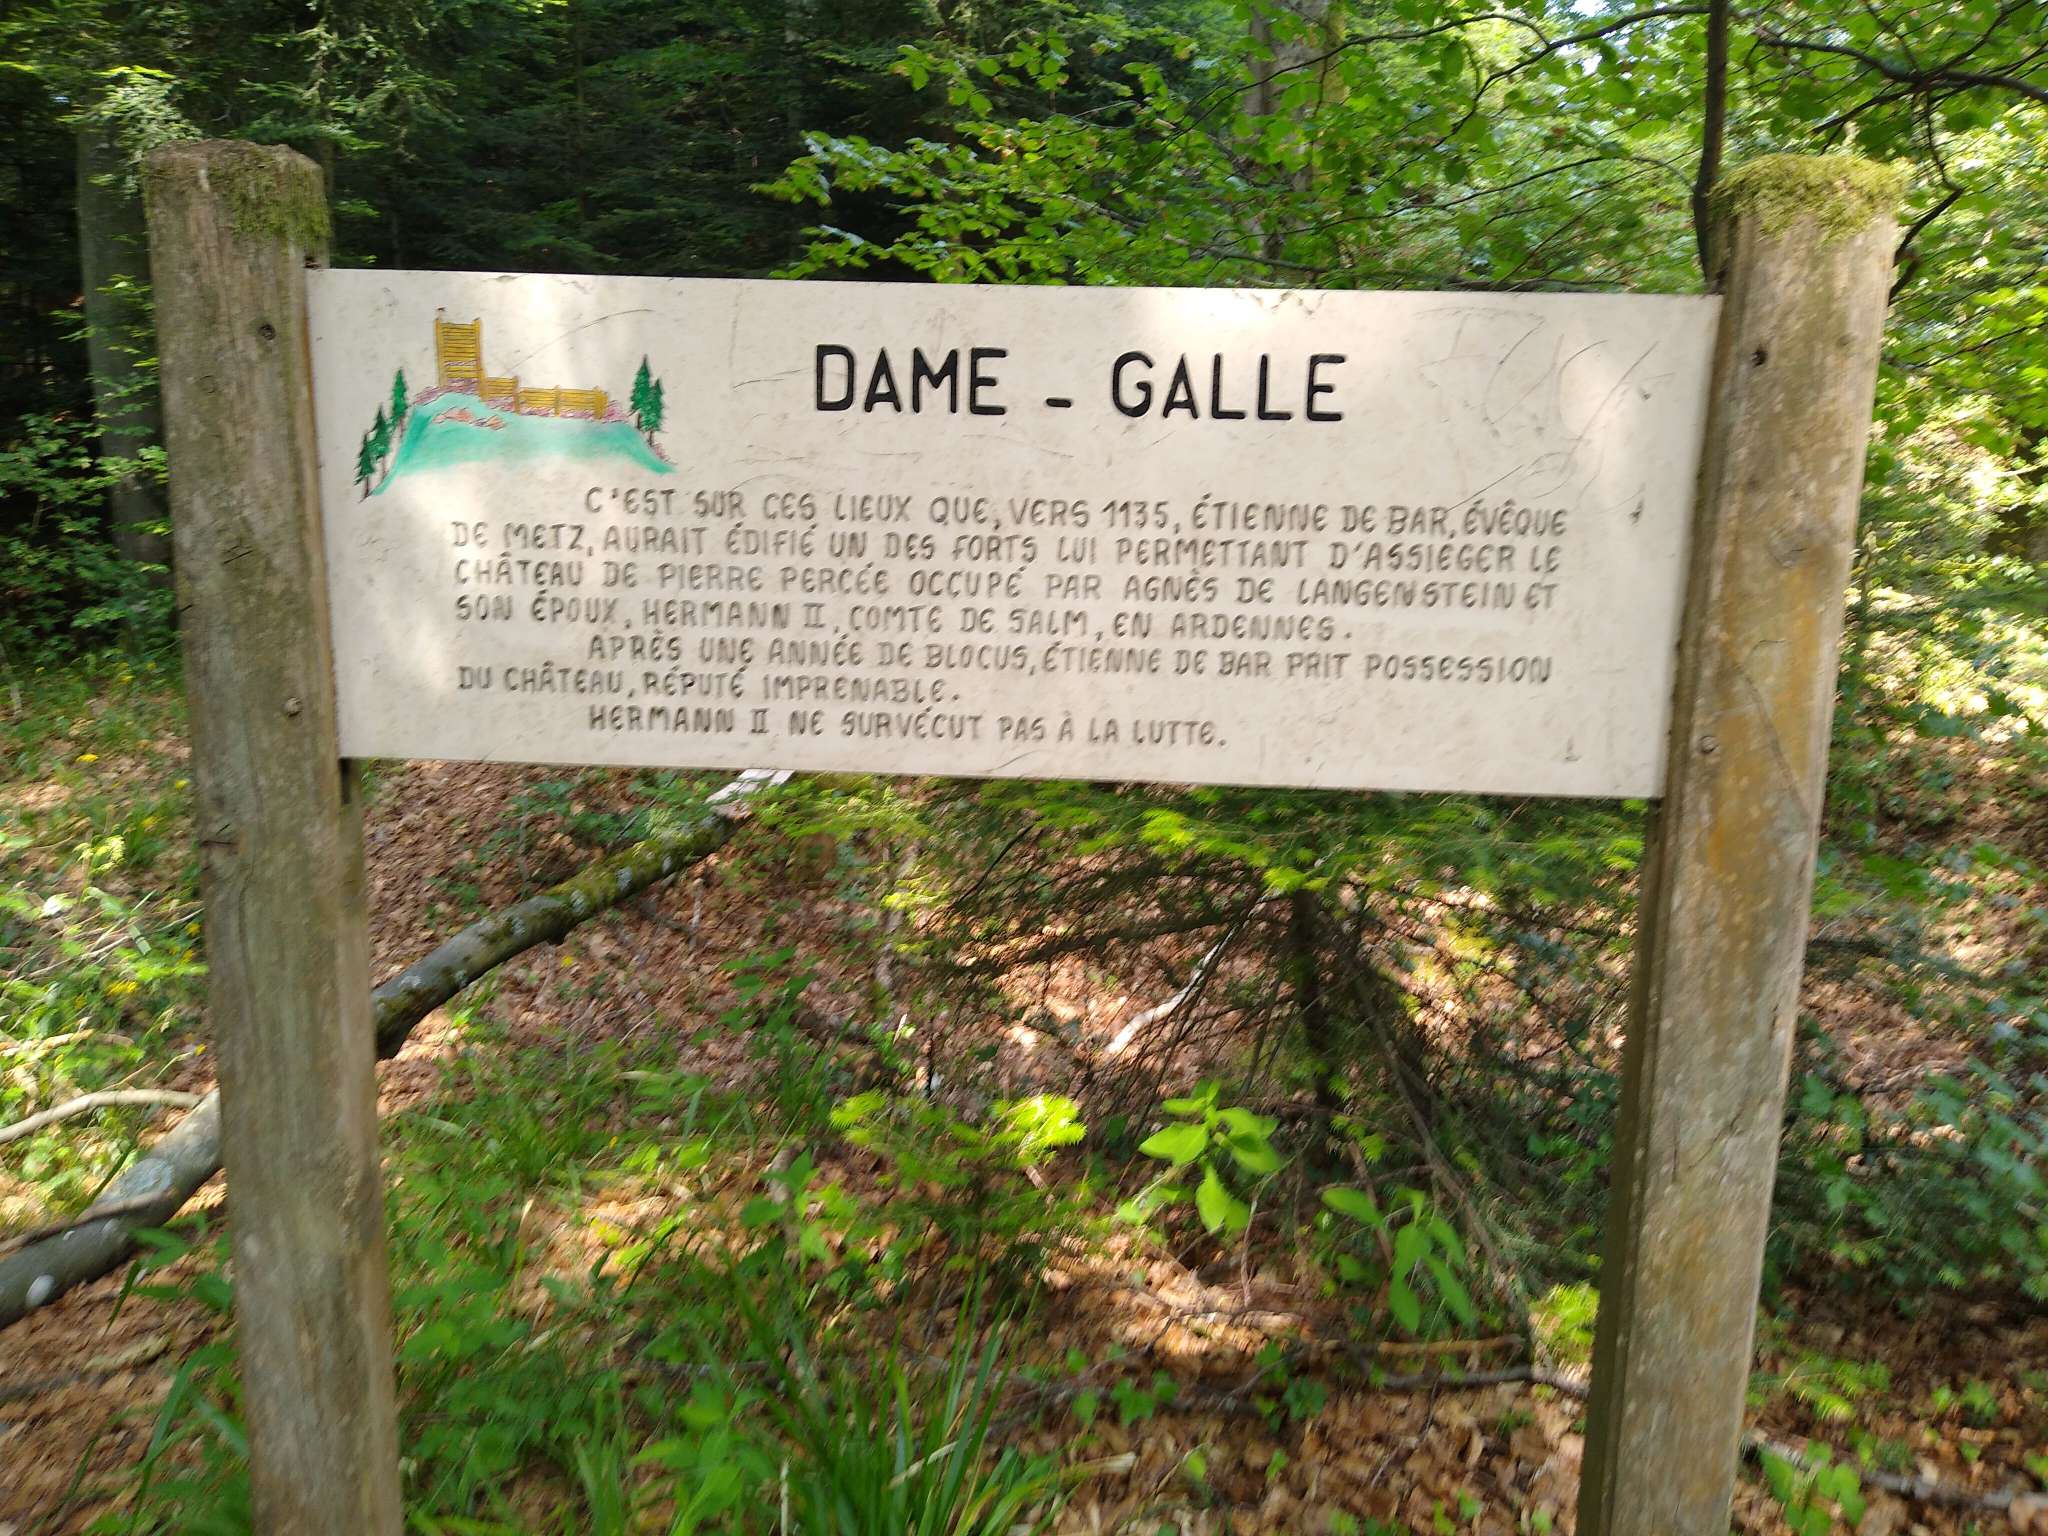 DAME - GALLE
C'EST SUR CES LIEUX QUE, VERS 1135, ÉTIENNE DE BAR, ÉVÊQUE
DE METZ, AURAIT ÉDIFIÉ UN DES FORTS LUI PERMETTANT D'ASSIEGER LE
CHÂTEAU DE PIERRE PERCÉE OCCUPÉ PAR AGNÈS DE LANGENSTEIN ET
SON ÉPOUX, HERMANN II, COMTE DE SALM, EN ARDENNES.
APRÈS UNE ANNÉE DE BLOCUS, ÉTIENNE DE BAR PRIT POSSESSION
DU CHÂTEAU, RÉPUTÉ IMPRENABLE.
HERMANN II NE SURVÉCUT PAS À LA LUTTE.